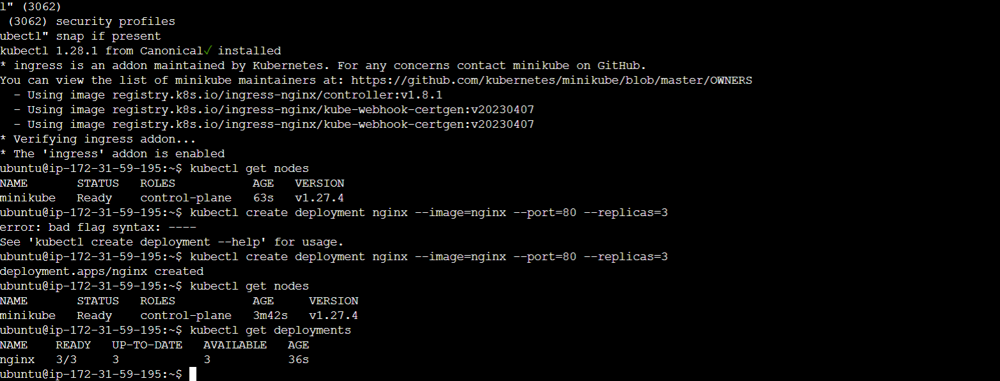 l" (3062)
 (3062) security profiles
ubectl" snap if present
kubectl 1.28.1 from Canonical✓ installed
* ingress is an addon maintained by Kubernetes. For any concerns contact minikube on GitHub.
You can view the list of minikube maintainers at: https://github.com/kubernetes/minikube/blob/master/OWNERS
  - Using image registry.k8s.io/ingress-nginx/controller:v1.8.1
  - Using image registry.k8s.io/ingress-nginx/kube-webhook-certgen:v20230407
  - Using image registry.k8s.io/ingress-nginx/kube-webhook-certgen:v20230407
* Verifying ingress addon...
* The 'ingress' addon is enabled
ubuntu@ip-172-31-59-195:~$ kubectl get nodes
NAME       STATUS   ROLES           AGE   VERSION
minikube   Ready    control-plane   63s   v1.27.4
ubuntu@ip-172-31-59-195:~$ kubectl create deployment nginx --image=nginx --port=80 --replicas=3
error: bad flag syntax: ----
See 'kubectl create deployment --help' for usage.
ubuntu@ip-172-31-59-195:~$ kubectl create deployment nginx --image=nginx --port=80 --replicas=3
deployment.apps/nginx created
ubuntu@ip-172-31-59-195:~$ kubectl get nodes
NAME       STATUS   ROLES           AGE     VERSION
minikube   Ready    control-plane   3m42s   v1.27.4
ubuntu@ip-172-31-59-195:~$ kubectl get deployments
NAME    READY   UP-TO-DATE   AVAILABLE   AGE
nginx   3/3     3            3           36s
ubuntu@ip-172-31-59-195:~$